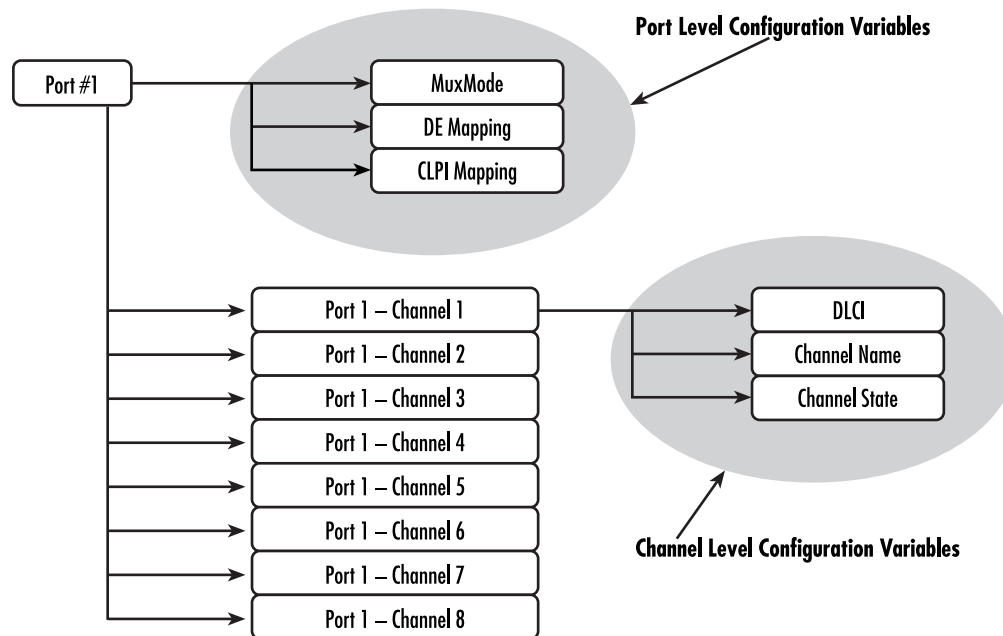 Port Level Configuration Variables
Port #1
MuxMode
DE Mapping
CLPI Mapping
Port 1 – Channel 1
Port 1 – Channel 2
Port 1 – Channel 3
Port 1 – Channel 4
Port 1 – Channel 5
Port 1 – Channel 6
Port 1 – Channel 7
Port 1 – Channel 8
DLCI
Channel Name
Channel State
Channel Level Configuration Variables